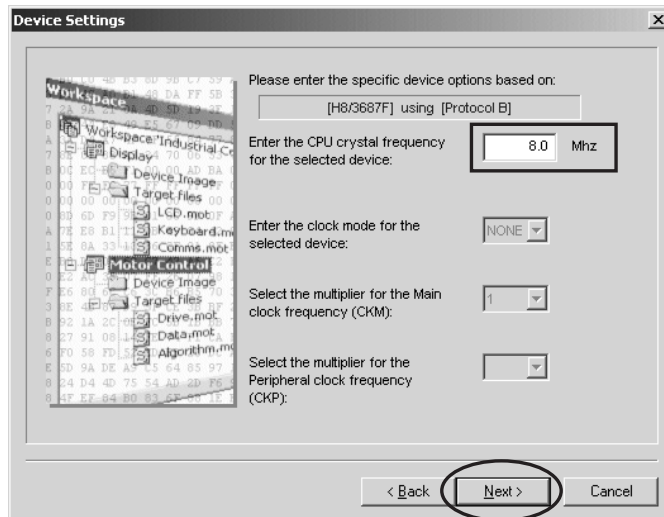 Device Settings
Please enter the specific device options based on:
[H8/3687F] using [Protocol B]
Enter the CPU crystal frequency
for the selected device:
8.0 Mhz
Enter the clock mode for the
selected device:
NONE
Select the multiplier for the Main
clock frequency (CKM):
1
Select the multiplier for the
Peripheral clock frequency
(CKP):
Workspace
Workspace "Industrial
Display
Device Image
Target files
LCD.mot
Keyboard.m
Comms.mot
Motor Control
Device Image
Target files
Drive.mot
Data.mot
Algorithm.mo
< Back
Next >
Cancel